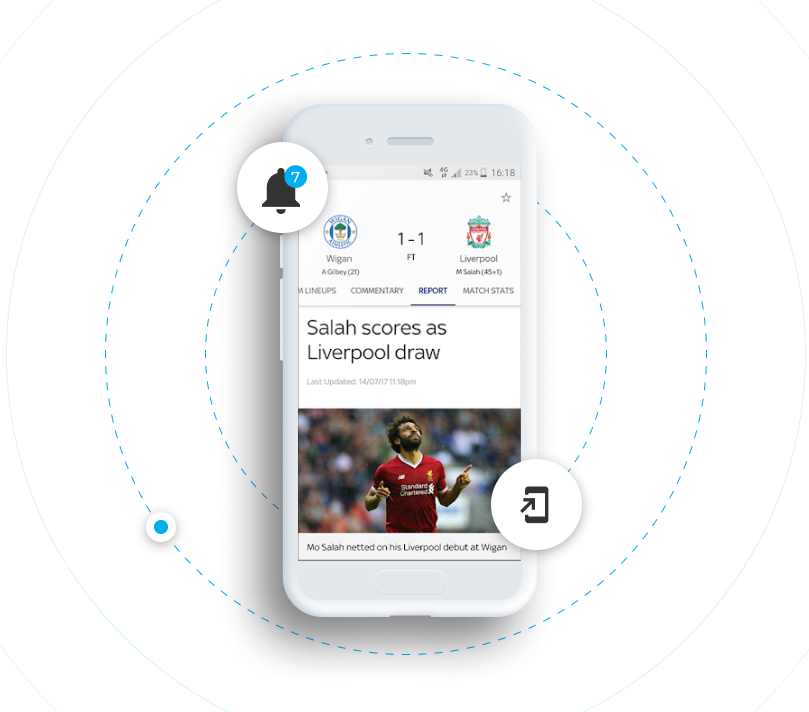 7
4G 23% 16:18
WIGAN
ATHLETIC
1 - 1
FT
Wigan
Liverpool
A Gilbey (21)
M Salah (45+1)
M LINEUPS COMMENTARY REPORT MATCH STATS
Salah scores as
Liverpool draw
Last Updated: 14/07/17 11:18pm
Standard
Chartered
Mo Salah netted on his Liverpool debut at Wigan